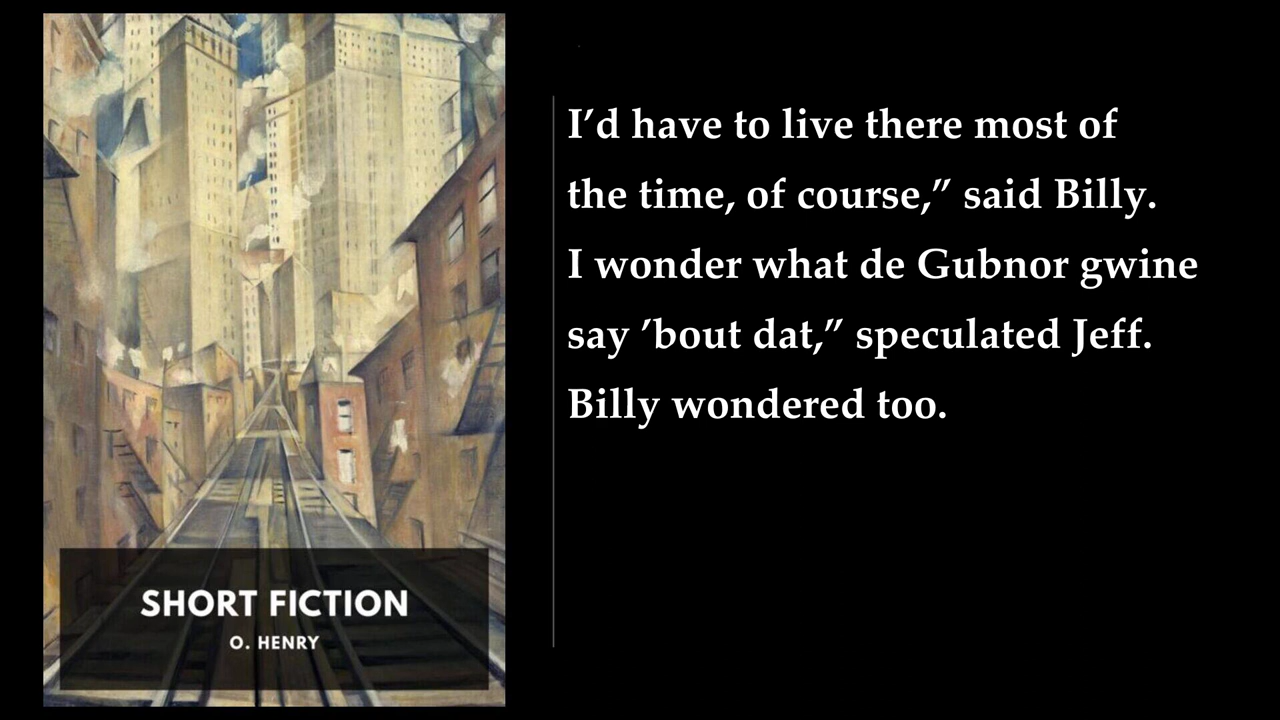 SHORT FICTION
O. HENRY
I’d have to live there most of
the time, of course,” said Billy.
I wonder what de Gubnor gwine
say ’bout dat,” speculated Jeff.
Billy wondered too.